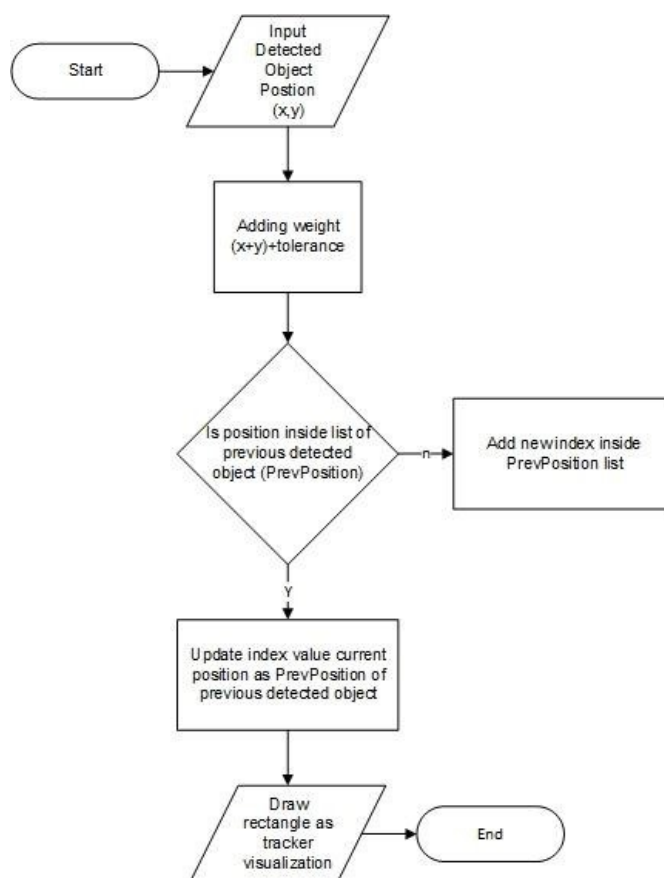 Start
Input
Detected
Object
Postion
(x,y)
Adding weight
(x+y)+tolerance
Is position inside list of
previous detected
object (PrevPosition)
n
Add newindex inside
PrevPosition list
Y
Update index value current
position as PrevPosition of
previous detected object
Draw
rectangle as
tracker
visualization
End